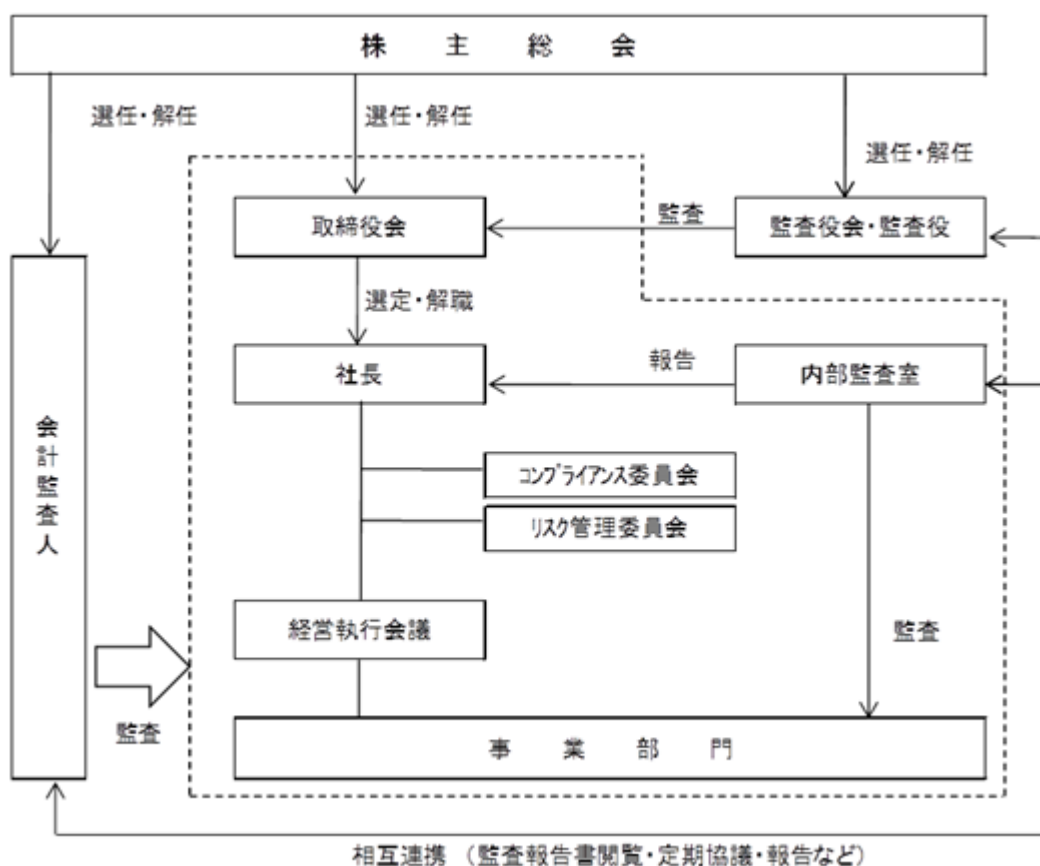 株主総会
選任・解任
選任・解任
選任・解任
取締役会
監査
監査役会・監査役
選定・解職
社長
報告
内部監査室
会計監査人
コンプライアンス委員会
リスク管理委員会
経営執行会議
監査
監査
事業部門
相互連携 （監査報告書閲覧・定期協議・報告など）